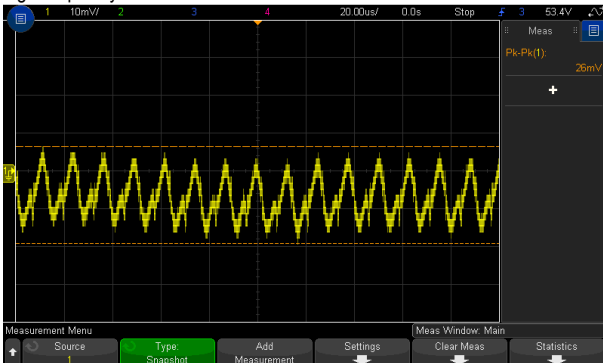 1 10mV/ 2 3 4 20.00us/ 0.0s Stop 3 53.4V
Meas
Pk-Pk(1):
26mV
1
Measurement Menu
Meas Window: Main
Source
1
Type:
Snapshot
Add
Measurement
Settings
Clear Meas
Statistics